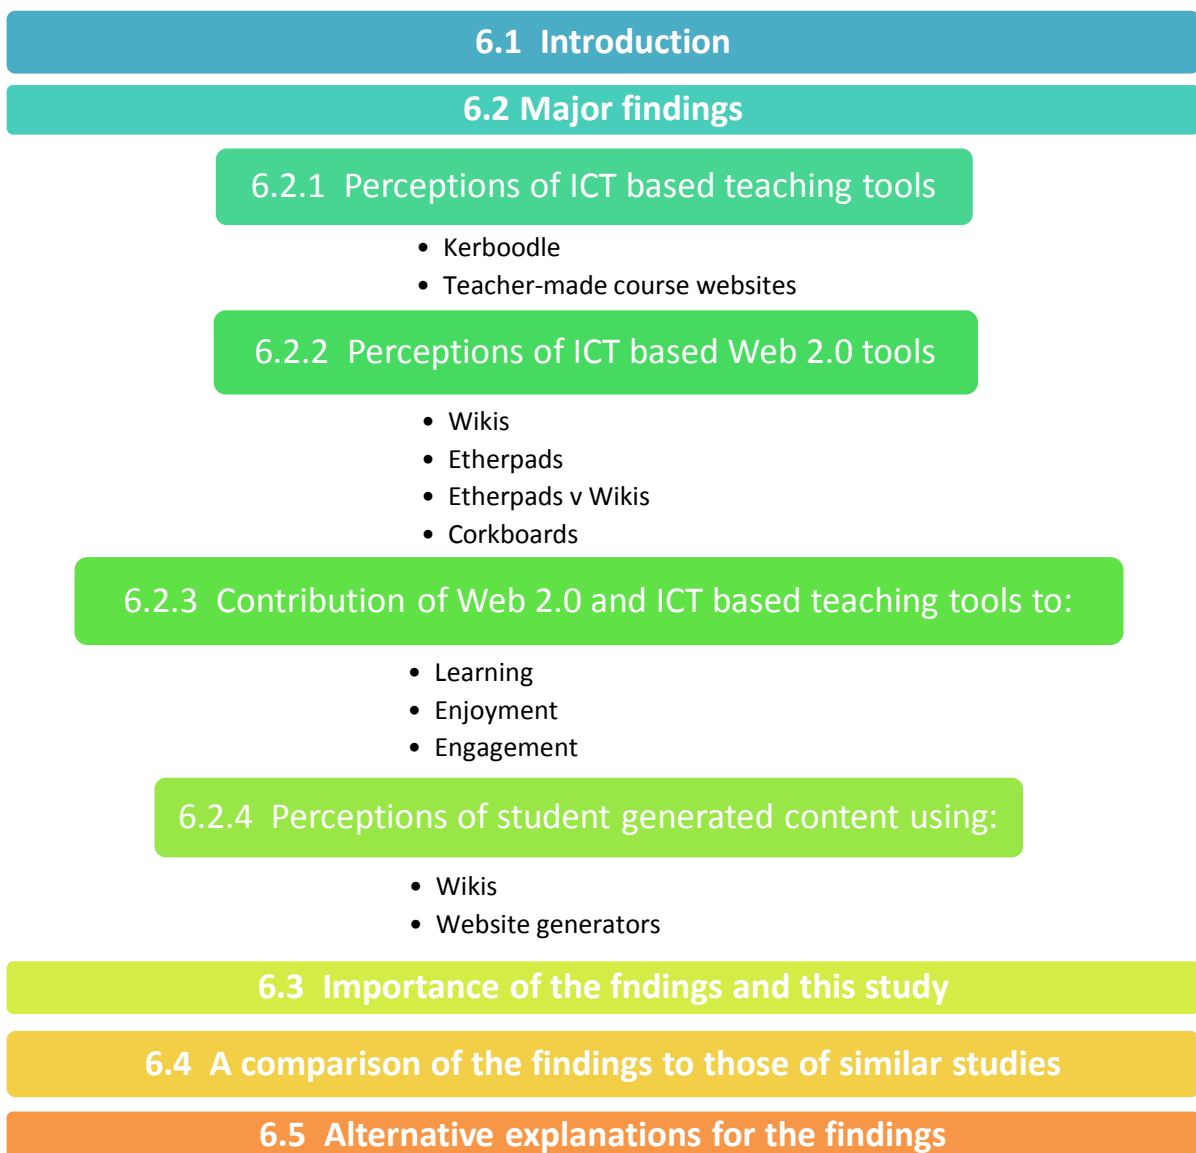 6.1 Introduction
6.2 Major findings
6.2.1 Perceptions of ICT based teaching tools
• Kerboodle
• Teacher-made course websites
6.2.2 Perceptions of ICT based Web 2.0 tools
• Wikis
• Etherpads
• Etherpads v Wikis
• Corkboards
6.2.3 Contribution of Web 2.0 and ICT based teaching tools to:
• Learning
• Enjoyment
• Engagement
6.2.4 Perceptions of student generated content using:
• Wikis
• Website generators
6.3 Importance of the fndings and this study
6.4 A comparison of the findings to those of similar studies
6.5 Alternative explanations for the findings